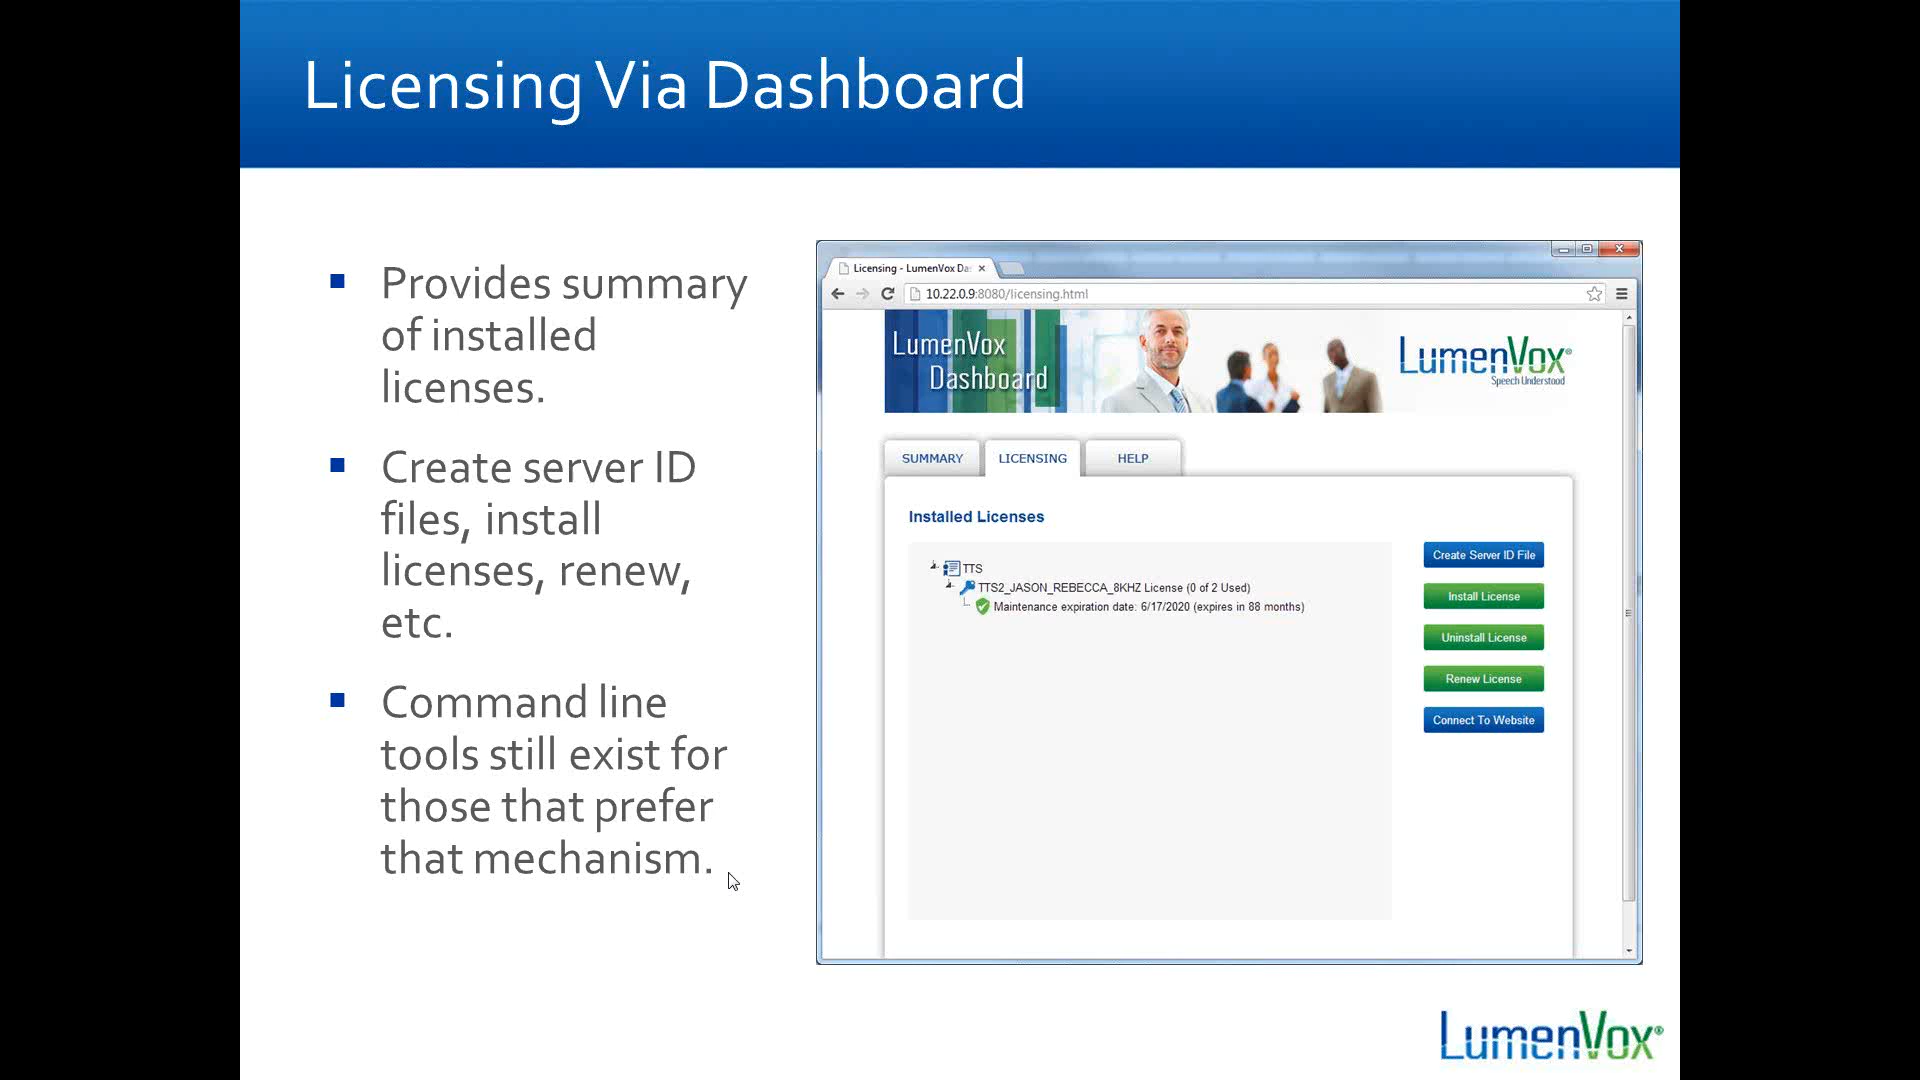 Licensing Via Dashboard
Provides summary
of installed
licenses.
Create server ID
files, install
licenses, renew,
etc.
Command line
tools still exist for
those that prefer
that mechanism.
Licensing - LumenVox Da
10.22.0.9:8080/licensing.html
LumenVox
Dashboard
LumenVox®
Speech Understood
SUMMARY
LICENSING
HELP
Installed Licenses
TTS
TTS2_JASON_REBECCA_8KHZ License (0 of 2 Used)
Maintenance expiration date: 6/17/2020 (expires in 88 months)
Create Server ID File
Install License
Uninstall License
Renew License
Connect To Website
LumenVox®